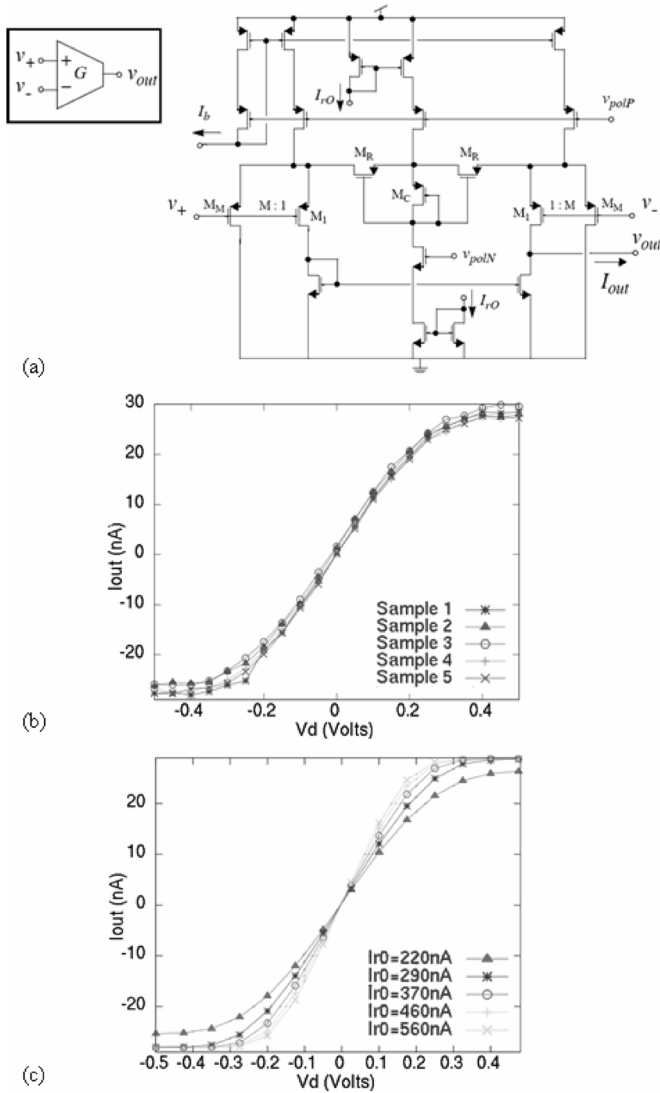 v+
+
G
v-
−
vout
Ib
IrO
vpolP
MR
MR
MC
v+
MM
M : 1
M1
M1
1 : M
MM
v-
vout
Iout
vpolN
IrO
(a)
30
20
10
0
-10
-20
Iout (nA)
Sample 1
Sample 2
Sample 3
Sample 4
Sample 5
-0.4
-0.2
0
0.2
0.4
Vd (Volts)
(b)
20
10
0
-10
-20
Iout (nA)
Ir0=220nA
Ir0=290nA
Ir0=370nA
Ir0=460nA
Ir0=560nA
-0.5 -0.4 -0.3 -0.2 -0.1 0 0.1 0.2 0.3 0.4
Vd (Volts)
(c)